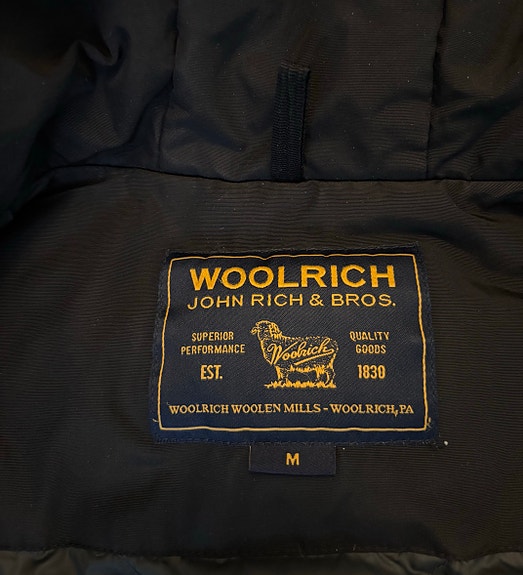 WOOLRICH
JOHN RICH & BROS.
SUPERIOR
PERFORMANCE
EST.
Woolrich
QUALITY
GOODS
1830
WOOLRICH WOOLEN MILLS - WOOLRICH, PA
M